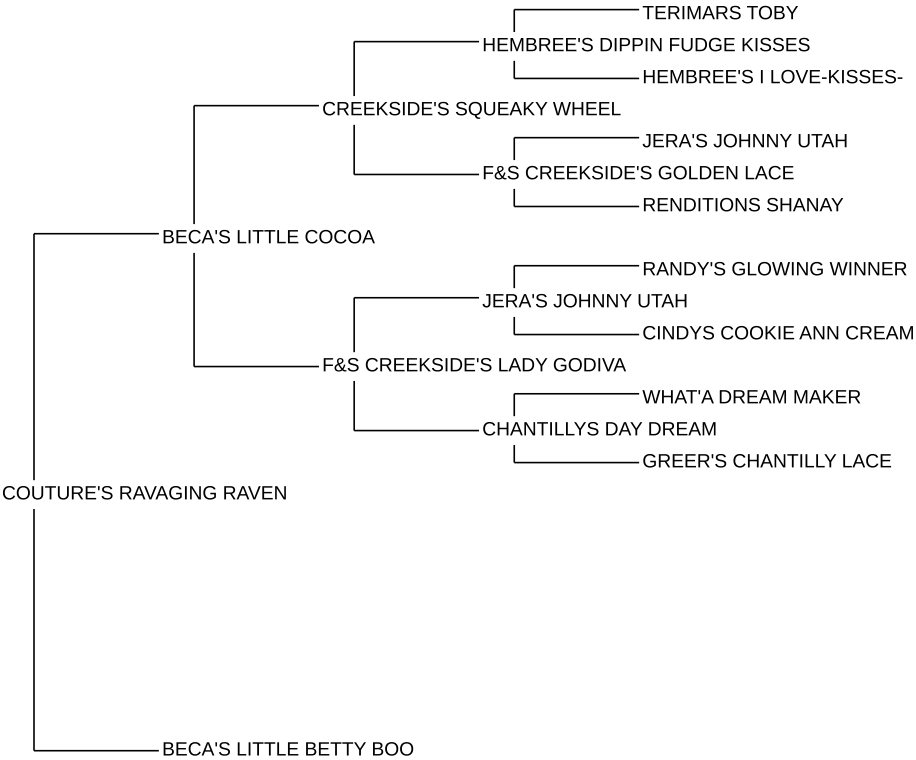 TERIMARS TOBY
HEMBREE'S DIPPIN FUDGE KISSES
HEMBREE'S I LOVE-KISSES-
CREEKSIDE'S SQUEAKY WHEEL
JERA'S JOHNNY UTAH
F&S CREEKSIDE'S GOLDEN LACE
RENDITIONS SHANAY
BECA'S LITTLE COCOA
RANDY'S GLOWING WINNER
JERA'S JOHNNY UTAH
CINDYS COOKIE ANN CREAM
F&S CREEKSIDE'S LADY GODIVA
WHAT'A DREAM MAKER
CHANTILLYS DAY DREAM
GREER'S CHANTILLY LACE
COUTURE'S RAVAGING RAVEN
BECA'S LITTLE BETTY BOO